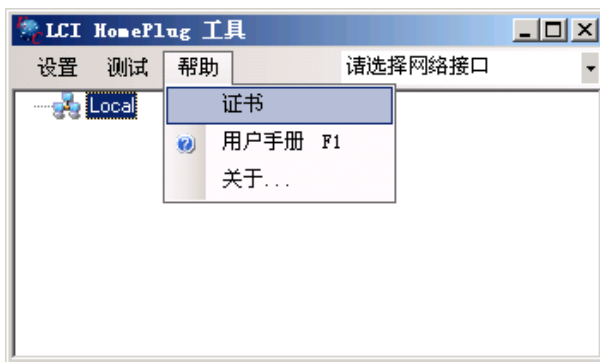 LCI HomePlug 工具
设置 测试 帮助 请选择网络接口
Local 证书
用户手册 F1
关于...